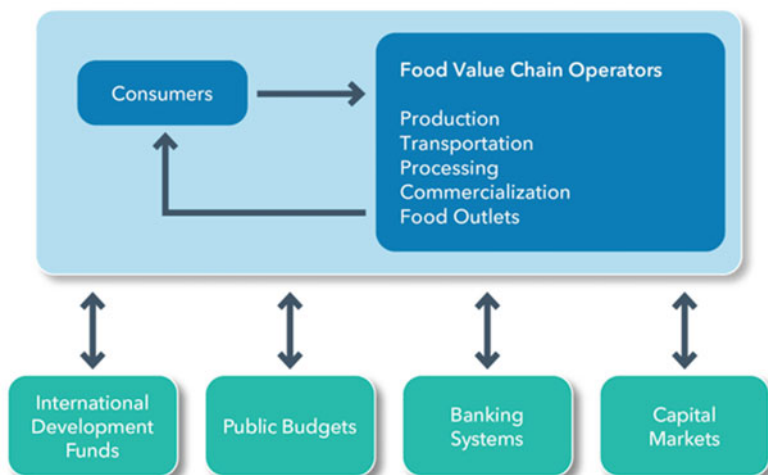 Consumers
Food Value Chain Operators
Production
Transportation
Processing
Commercialization
Food Outlets
International
Development
Funds
Public Budgets
Banking
Systems
Capital
Markets